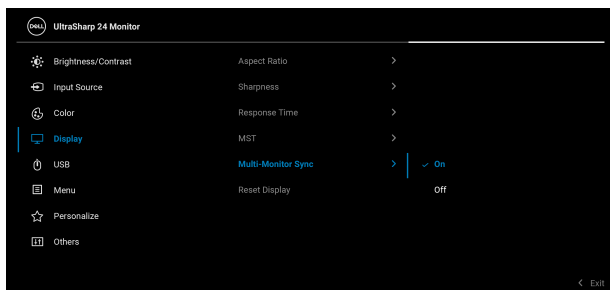 DELL UltraSharp 24 Monitor
Brightness/Contrast Aspect Ratio
Input Source Sharpness
Color Response Time
Display MST
USB Multi-Monitor Sync On
Menu Reset Display Off
Personalize
Others
Exit